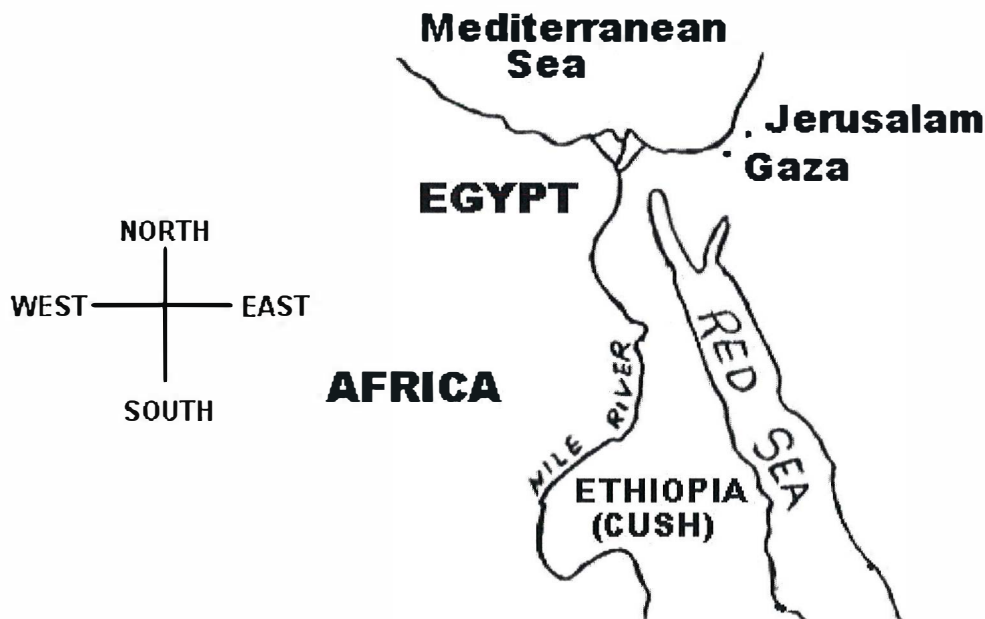 Mediterranean
Sea
Jerusalam
Gaza
EGYPT
NORTH
WEST
EAST
SOUTH
AFRICA
RED SEA
NILE RIVER
ETHIOPIA
(CUSH)